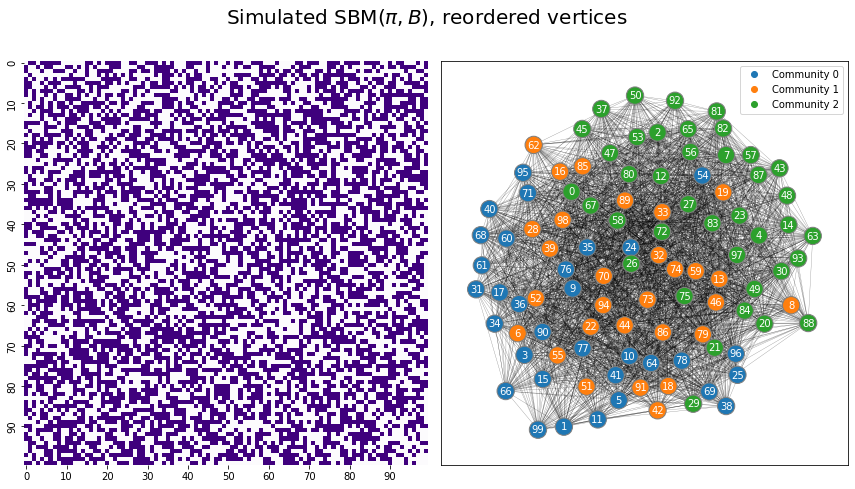 Simulated SBM(π, B), reordered vertices
0
10
20
30
40
50
60
70
80
90
0 10 20 30 40 50 60 70 80 90
Community 0
Community 1
Community 2
50
92
37
81
45
53 2 65 82
62
47 56 7 57
85
16 43
95 80 12 54 87
71 0 89 19 48
67 27
40 98 58 33 23 14
28 83
68 60 72 4 63
39 35 24
32 97 93
61 76 26 74 59 30
70 13
31 17 9 49
36 52 94 73 75 46 8
84
34 22 44 20 88
6 90 86 79
77 21
3 55 10 96
64 78
15 41 25
66 51 91 18 69
5 29 38
42
11
99 1